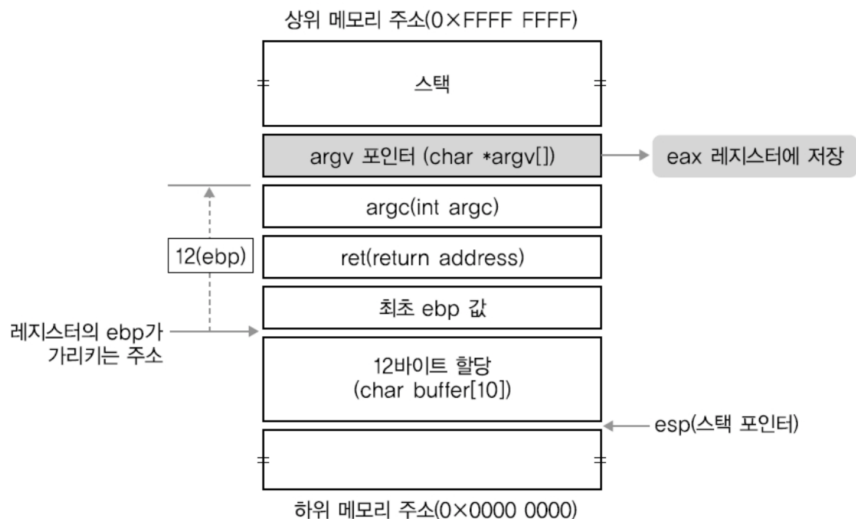 상위 메모리 주소(0×FFFF FFFF)
스택
argv 포인터 (char *argv[])
eax 레지스터에 저장
argc(int argc)
12(ebp)
ret(return address)
최초 ebp 값
레지스터의 ebp가
가리키는 주소
12바이트 할당
(char buffer[10])
esp(스택 포인터)
하위 메모리 주소(0×0000 0000)